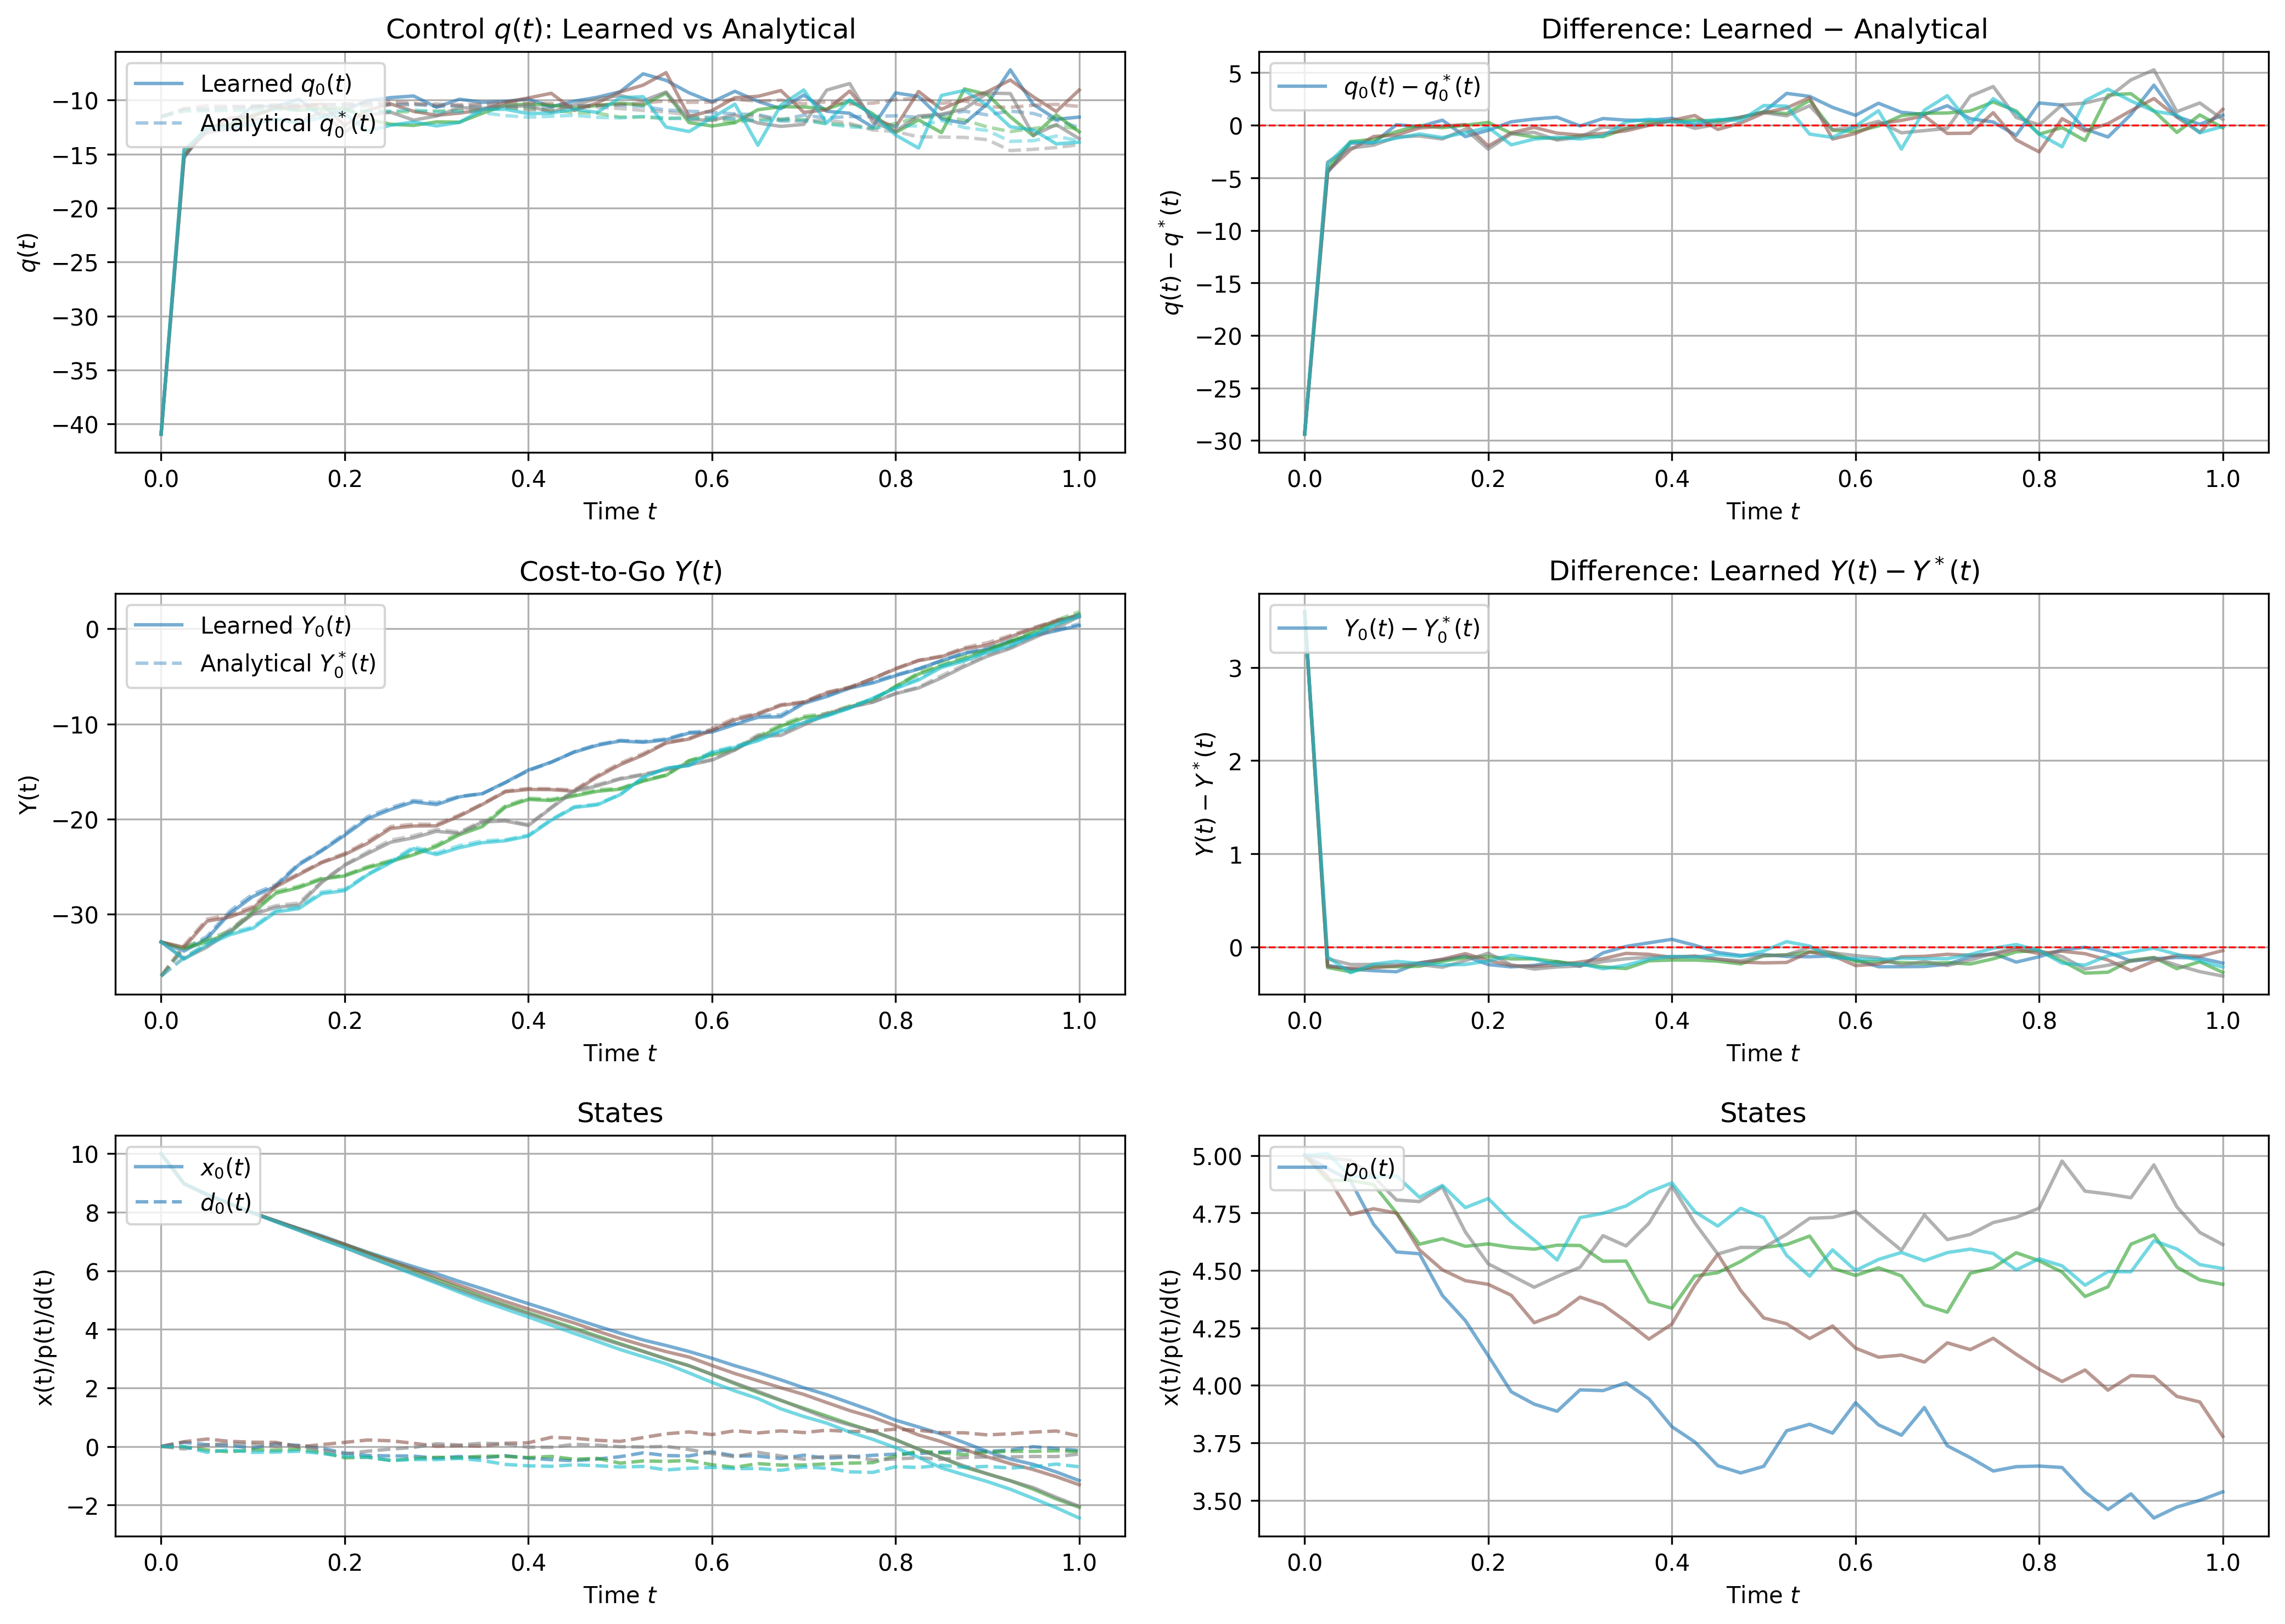 Control q(t): Learned vs Analytical
Learned q₀(t)
Analytical q₀*(t)
q(t)
−10
−15
−20
−25
−30
−35
−40
0.0 0.2 0.4 0.6 0.8 1.0
Time t
Difference: Learned − Analytical
q₀(t) − q₀*(t)
q(t) − q*(t)
5
0
−5
−10
−15
−20
−25
−30
0.0 0.2 0.4 0.6 0.8 1.0
Time t
Cost-to-Go Y(t)
Learned Y₀(t)
Analytical Y₀*(t)
Y(t)
0
−10
−20
−30
0.0 0.2 0.4 0.6 0.8 1.0
Time t
Difference: Learned Y(t) − Y*(t)
Y₀(t) − Y₀*(t)
Y(t) − Y*(t)
3
2
1
0
0.0 0.2 0.4 0.6 0.8 1.0
Time t
States
x₀(t)
d₀(t)
x(t)/p(t)/d(t)
10
8
6
4
2
0
−2
0.0 0.2 0.4 0.6 0.8 1.0
Time t
States
p₀(t)
x(t)/p(t)/d(t)
5.00
4.75
4.50
4.25
4.00
3.75
3.50
0.0 0.2 0.4 0.6 0.8 1.0
Time t